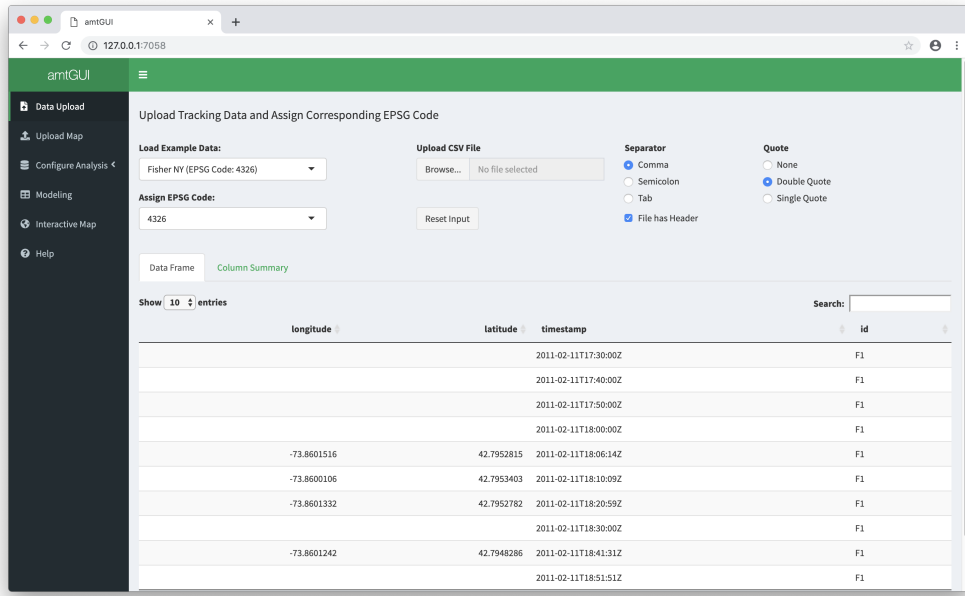 amtGUI
127.0.0.1:7058
amtGUI
Data Upload
Upload Map
Configure Analysis
Modeling
Interactive Map
Help
Upload Tracking Data and Assign Corresponding EPSG Code
Load Example Data: Upload CSV File Separator Quote
Fisher NY (EPSG Code: 4326) Browse... No file selected Comma None
Semicolon Double Quote
Assign EPSG Code: Tab Single Quote
4326 Reset Input File has Header
Data Frame Column Summary
Show 10 entries Search:
longitude latitude timestamp id
2011-02-11T17:30:00Z F1
2011-02-11T17:40:00Z F1
2011-02-11T17:50:00Z F1
2011-02-11T18:00:00Z F1
-73.8601516 42.7952815 2011-02-11T18:06:14Z F1
-73.8600106 42.7953403 2011-02-11T18:10:09Z F1
-73.8601332 42.7952782 2011-02-11T18:20:59Z F1
2011-02-11T18:30:00Z F1
-73.8601242 42.7948286 2011-02-11T18:41:31Z F1
2011-02-11T18:51:51Z F1